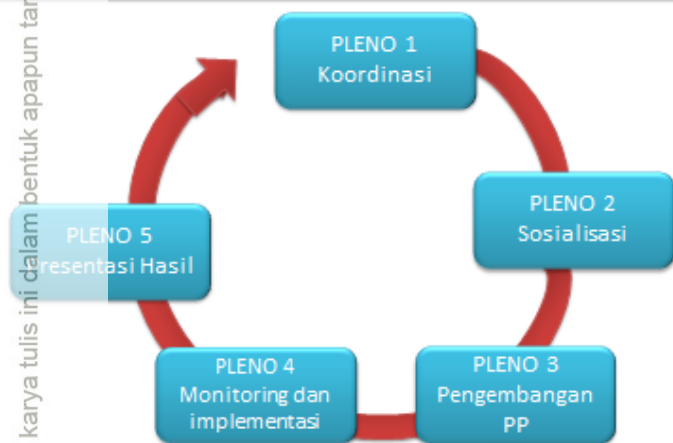 PLENO 1
Koordinasi
PLENO 2
Sosialisasi
PLENO 3
Pengembangan
PP
PLENO 4
Monitoring dan
implementasi
PLENO 5
Presentasi Hasil
karya tulis ini dalam bentuk apapun